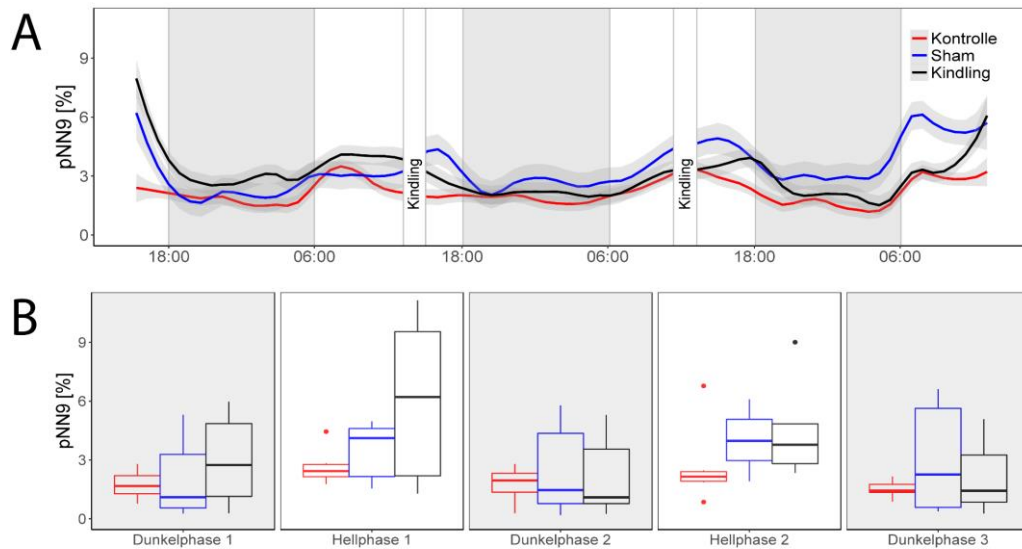 A
pNN9 [%]
9
6
3
0
Kontrolle
Sham
Kindling
Kindling
Kindling
18:00 06:00 18:00 06:00 18:00 06:00
B
pNN9 [%]
9
6
3
0
Dunkelphase 1 Hellphase 1 Dunkelphase 2 Hellphase 2 Dunkelphase 3